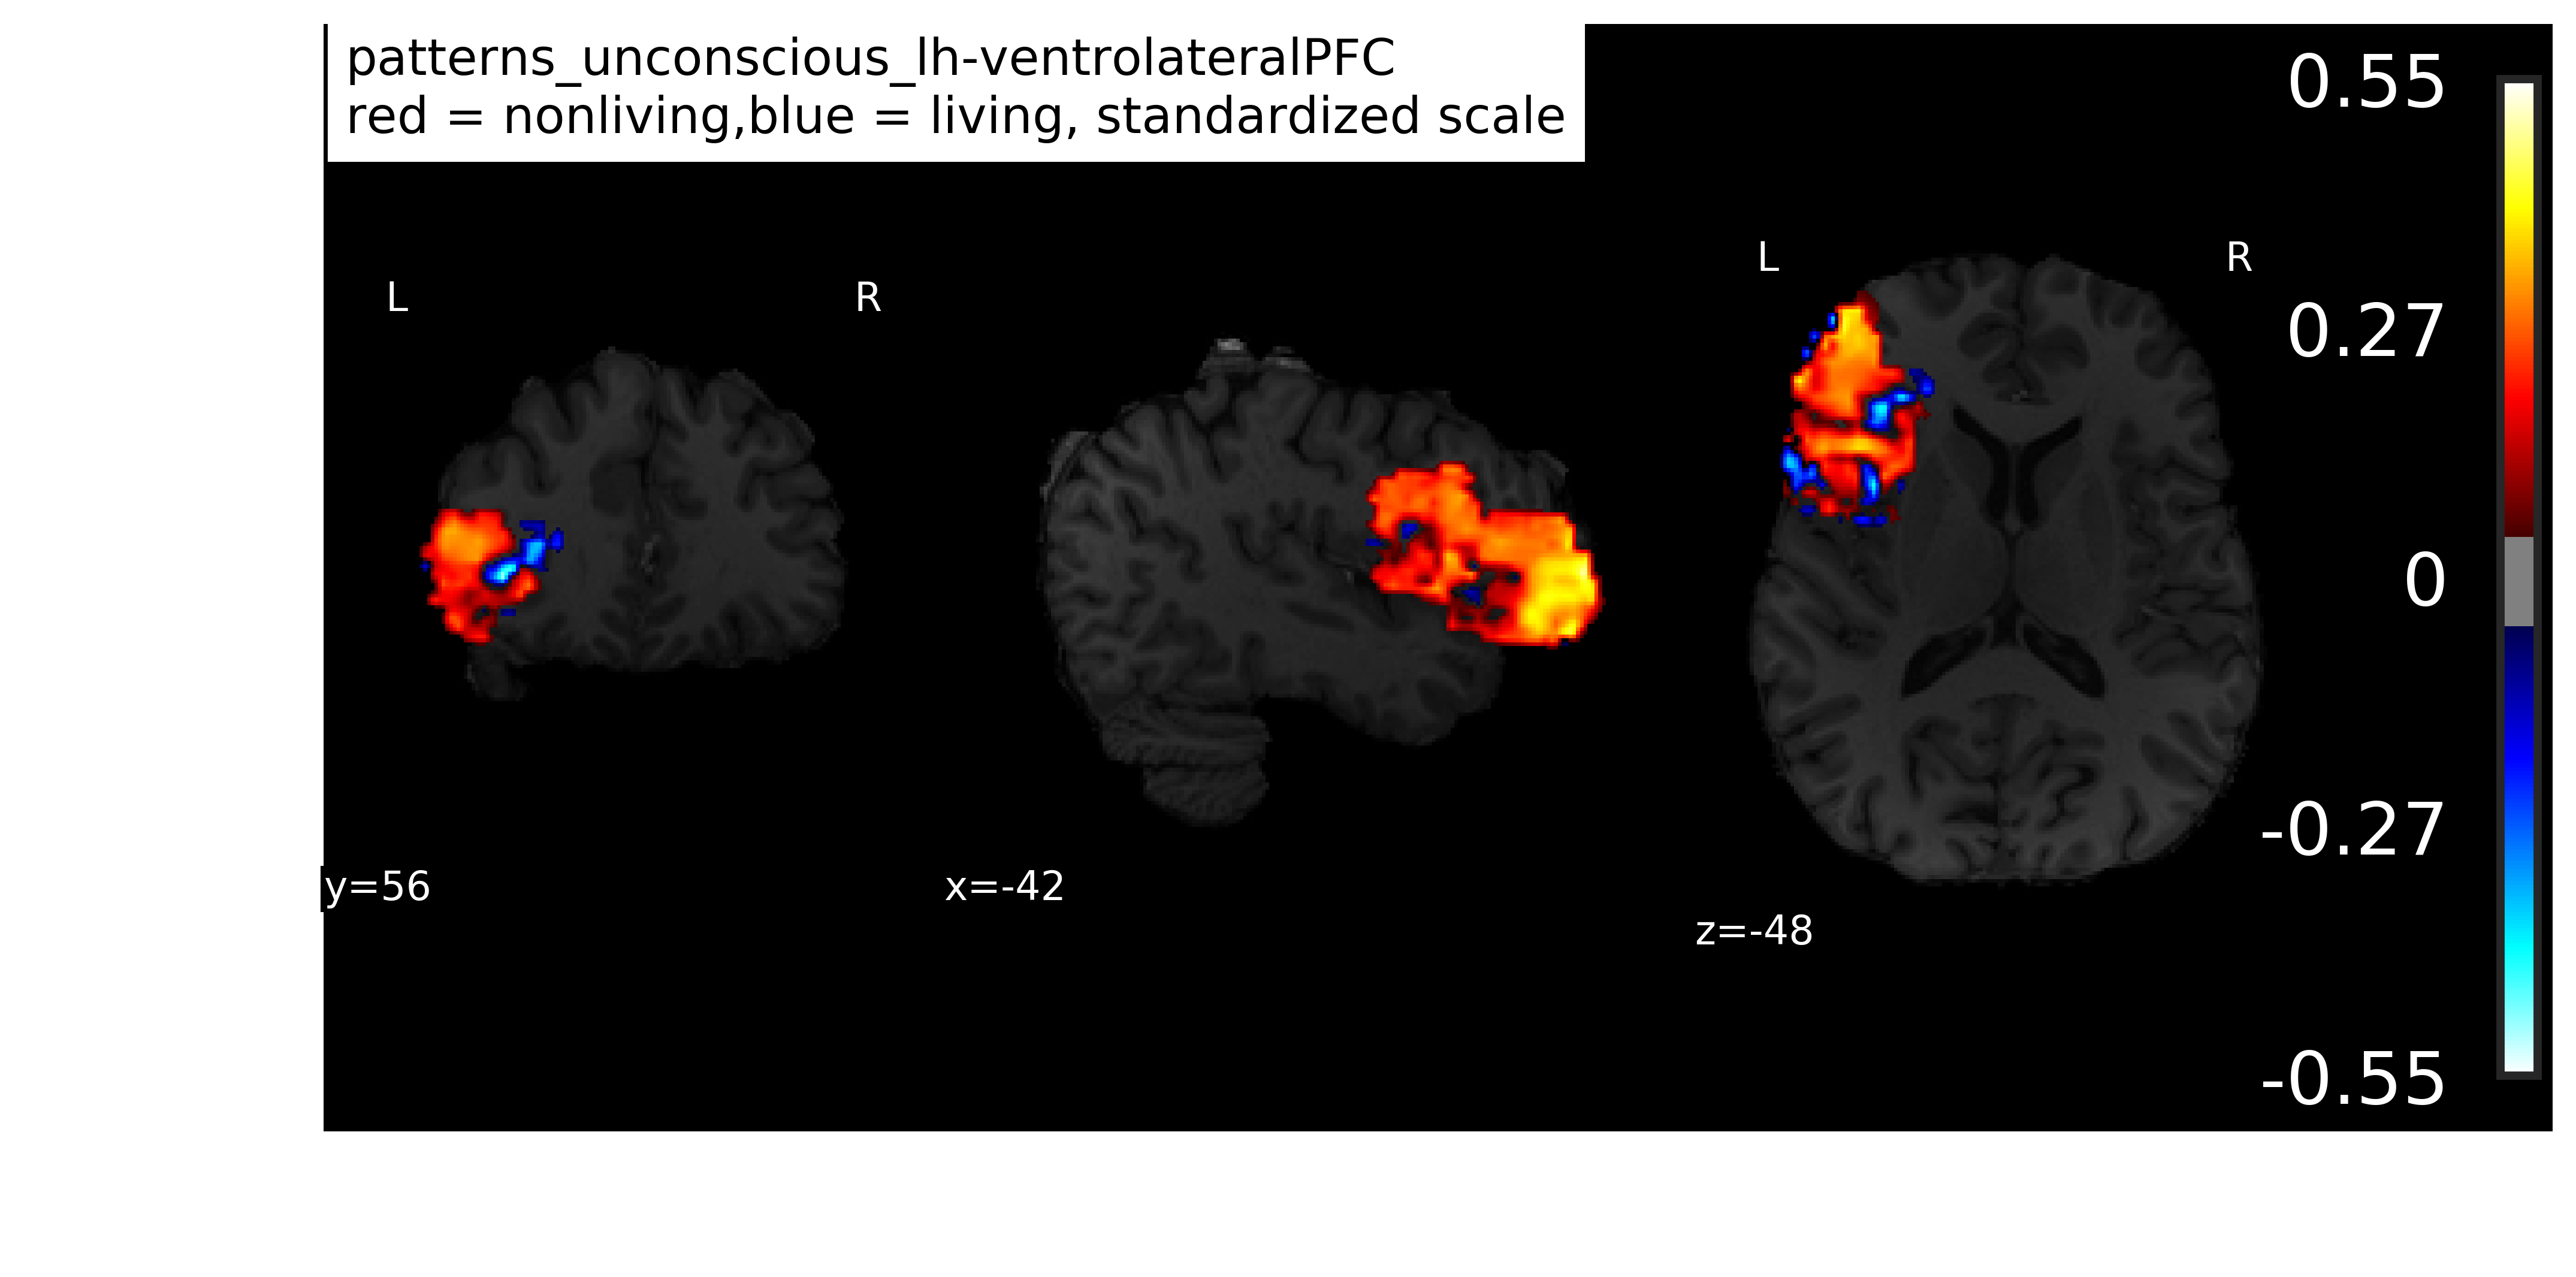 patterns_unconscious_lh-ventrolateralPFC
red = nonliving,blue = living, standardized scale
L R
y=56
x=-42
L R
z=-48
0.55
0.27
0
-0.27
-0.55